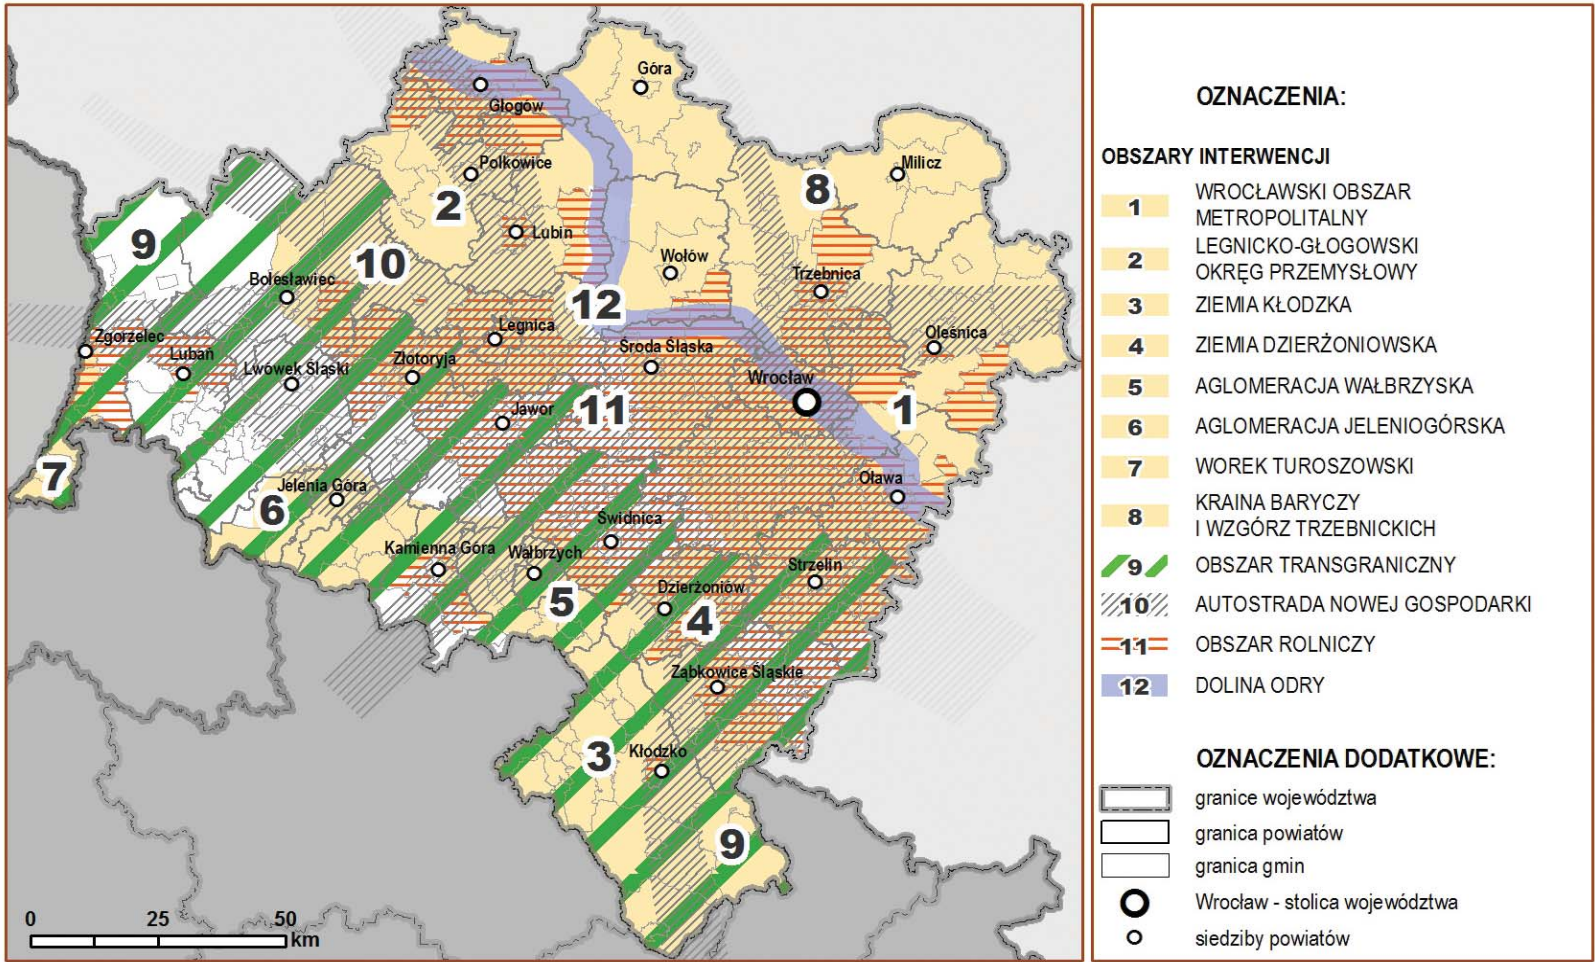 Góra
Głogów
Milicz
Polkowice
8
2
Lubin
9
Wołów
10
Bolesławiec
Trzebnica
12
Legnica
Oleśnica
Zgorzelec
Środa Śląska
Lubań
Złotoryja
Lwówek Śląski
Wrocław
11
1
Jawor
7
Oława
Jelenia Góra
6
Świdnica
Kamienna Góra
Wałbrzych
Strzelin
Dzierżoniów
5
4
Ząbkowice Śląskie
3
Kłodzko
9
0 25 50
km
OZNACZENIA:
OBSZARY INTERWENCJI
1 WROCŁAWSKI OBSZAR
METROPOLITALNY
2 LEGNICKO-GŁOGOWSKI
OKRĘG PRZEMYSŁOWY
3 ZIEMIA KŁODZKA
4 ZIEMIA DZIERŻONIOWSKA
5 AGLOMERACJA WAŁBRZYSKA
6 AGLOMERACJA JELENIOGÓRSKA
7 WOREK TUROSZOWSKI
8 KRAINA BARYCZY
I WZGÓRZ TRZEBNICKICH
9 OBSZAR TRANSGRANICZNY
10 AUTOSTRADA NOWEJ GOSPODARKI
11 OBSZAR ROLNICZY
12 DOLINA ODRY
OZNACZENIA DODATKOWE:
granice województwa
granica powiatów
granica gmin
Wrocław - stolica województwa
siedziby powiatów